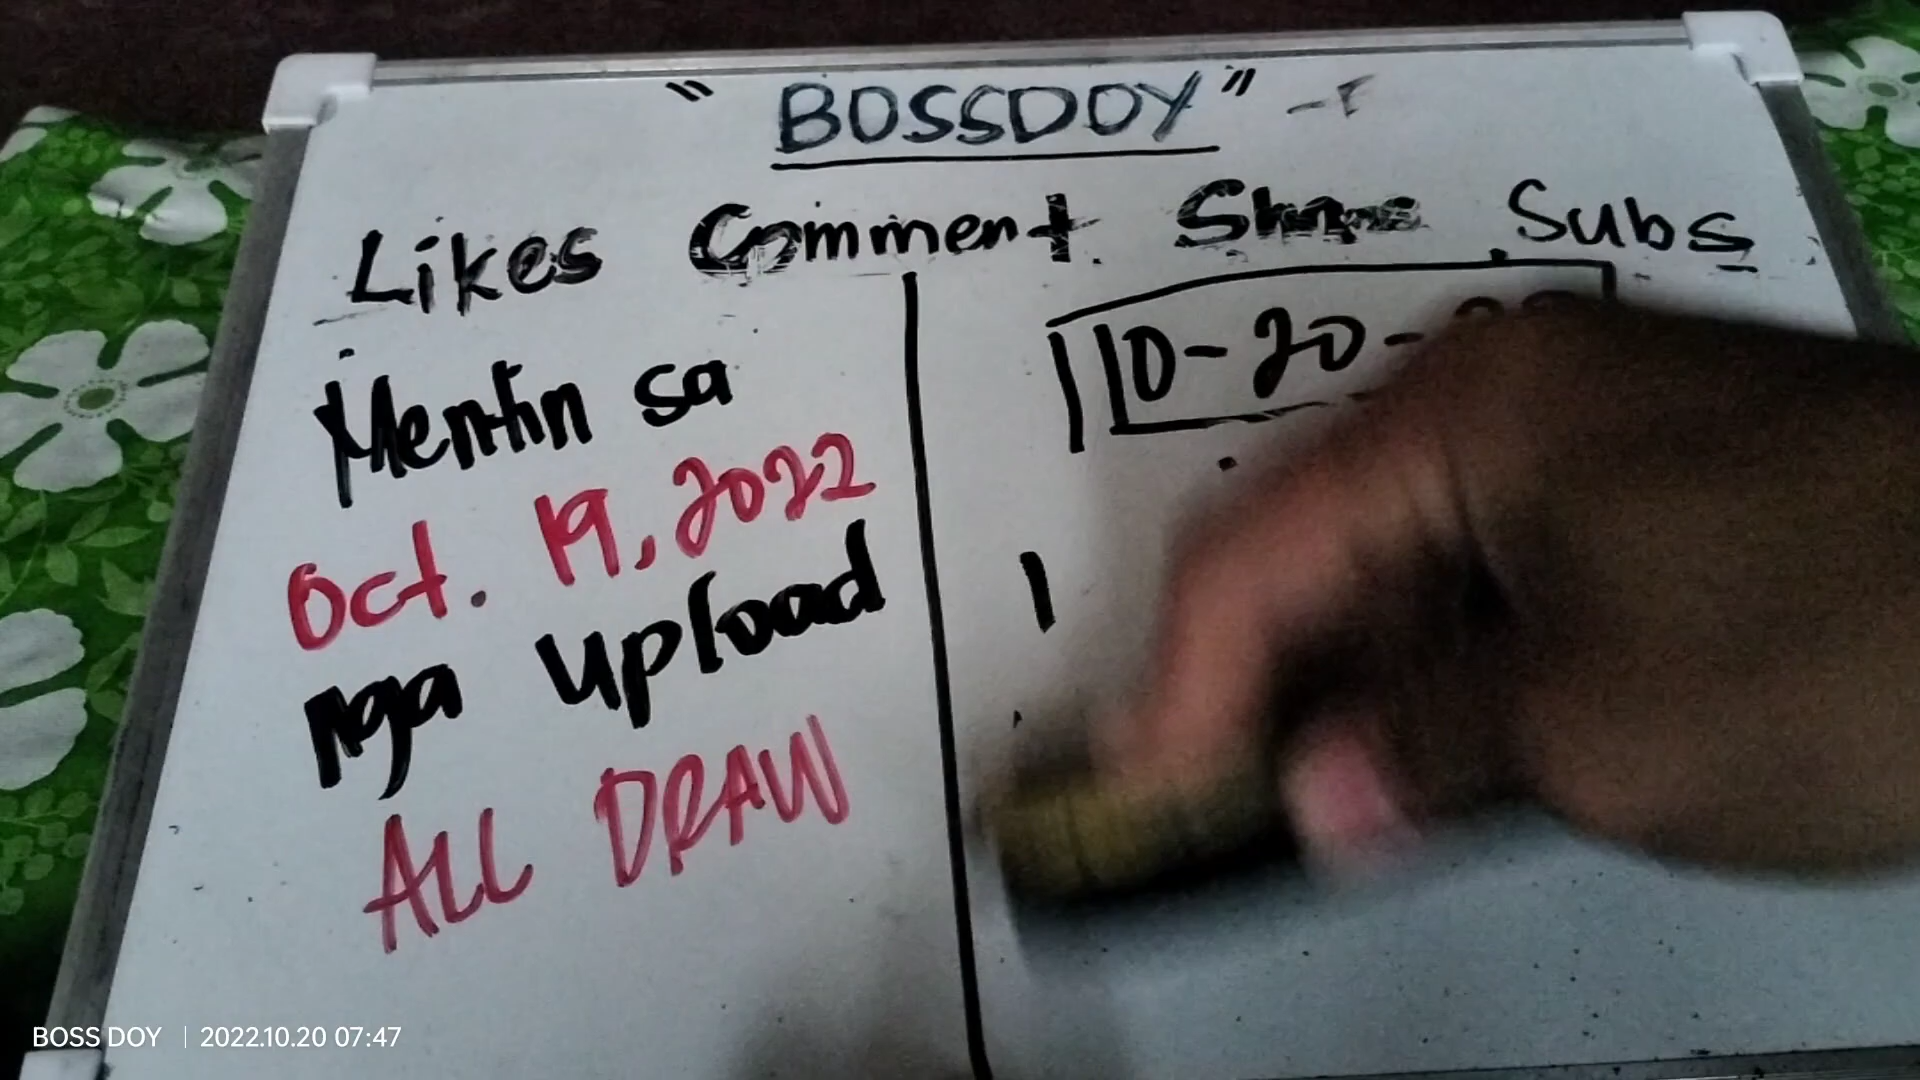 "BOSSDOY"
Likes Comment Share Subs
Mentin sa
Oct. 19, 2022
nga upload
ALL DRAW
10-20-
BOSS DOY | 2022.10.20 07:47